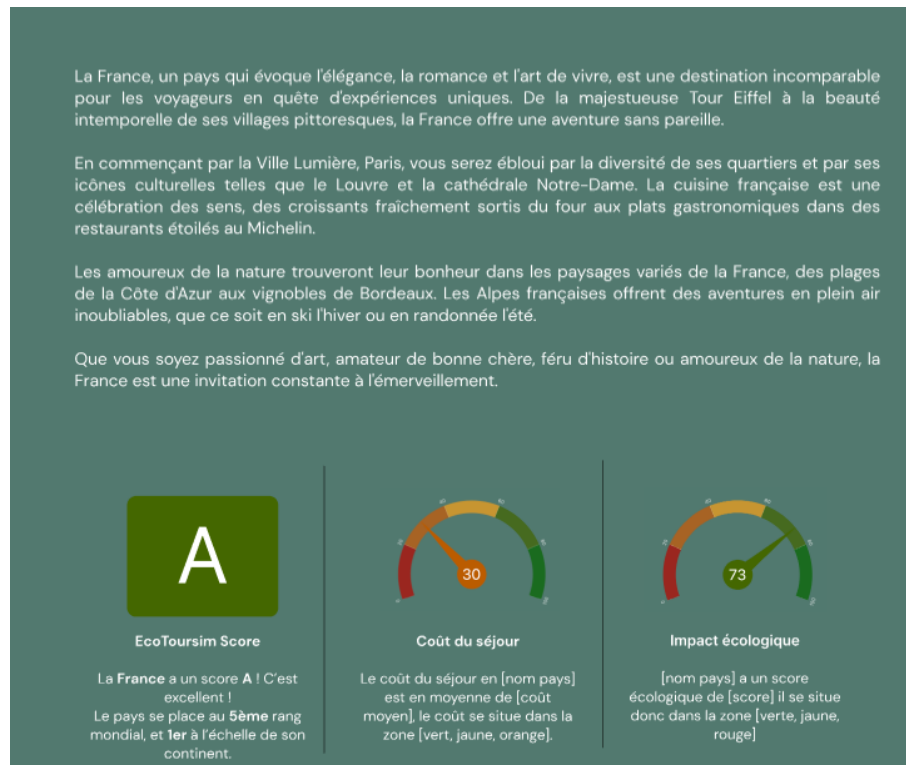 La France, un pays qui évoque l'élégance, la romance et l'art de vivre, est une destination incomparable
pour les voyageurs en quête d'expériences uniques. De la majestueuse Tour Eiffel à la beauté
intemporelle de ses villages pittoresques, la France offre une aventure sans pareille.
En commençant par la Ville Lumière, Paris, vous serez ébloui par la diversité de ses quartiers et par ses
icônes culturelles telles que le Louvre et la cathédrale Notre-Dame. La cuisine française est une
célébration des sens, des croissants fraîchement sortis du four aux plats gastronomiques dans des
restaurants étoilés au Michelin.
Les amoureux de la nature trouveront leur bonheur dans les paysages variés de la France, des plages
de la Côte d'Azur aux vignobles de Bordeaux. Les Alpes françaises offrent des aventures en plein air
inoubliables, que ce soit en ski l'hiver ou en randonnée l'été.
Que vous soyez passionné d'art, amateur de bonne chère, féru d'histoire ou amoureux de la nature, la
France est une invitation constante à l'émerveillement.
A
EcoToursim Score
La France a un score A ! C'est
excellent !
Le pays se place au 5ème rang
mondial, et 1er à l'échelle de son
continent.
30
Coût du séjour
Le coût du séjour en [nom pays]
est en moyenne de [coût
moyen], le coût se situe dans la
zone [vert, jaune, orange].
73
Impact écologique
[nom pays] a un score
écologique de [score] il se situe
donc dans la zone [verte, jaune,
rouge]